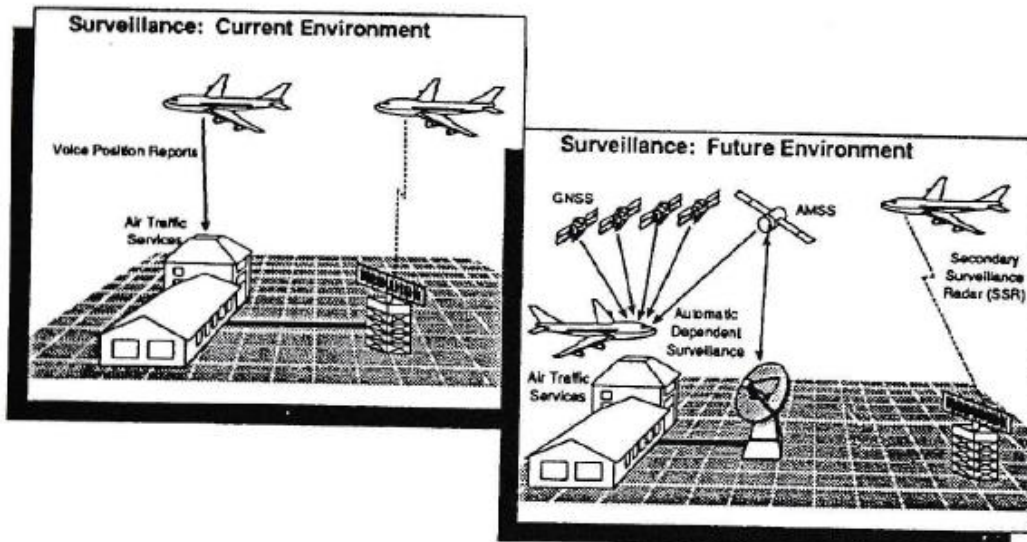 Surveillance: Current Environment
Voice Position Reports
Air Traffic
Services
Surveillance: Future Environment
GNSS
AMSS
Secondary
Surveillance
Radar (SSR)
Automatic
Dependent
Surveillance
Air Traffic
Services